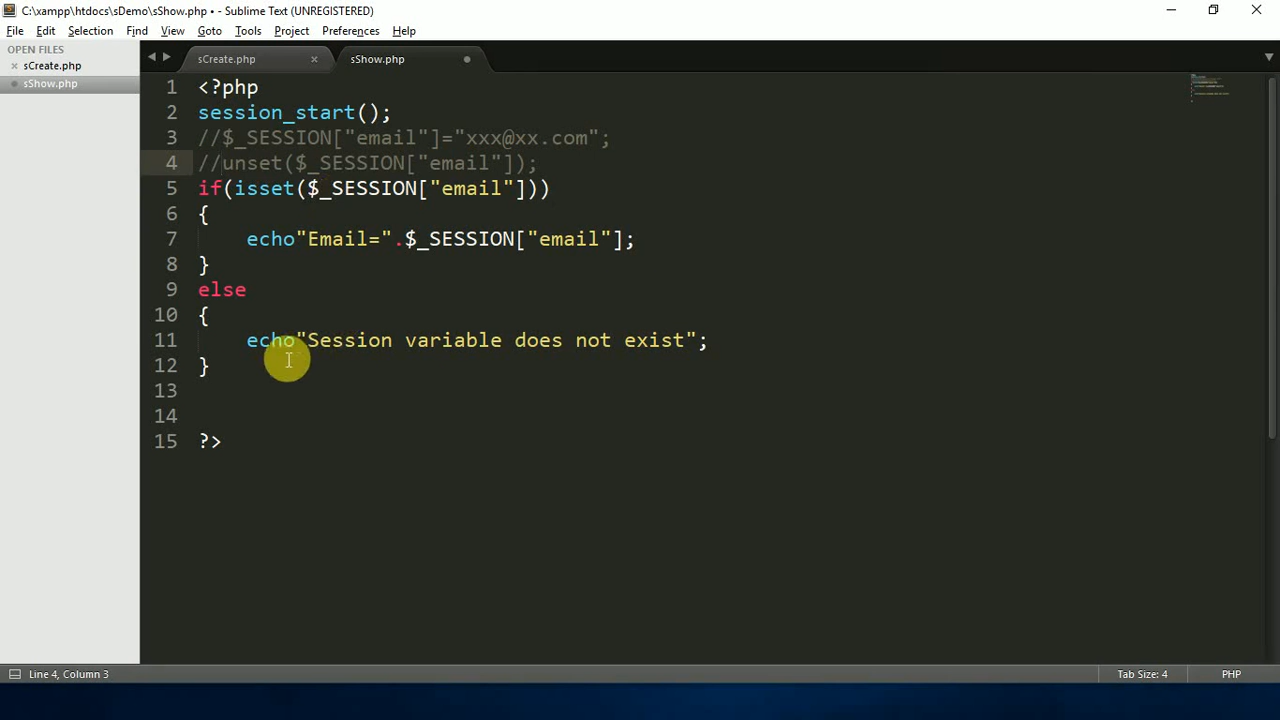 C:\xampp\htdocs\sDemo\sShow.php • - Sublime Text (UNREGISTERED)
File Edit Selection Find View Goto Tools Project Preferences Help
OPEN FILES
sCreate.php
sShow.php
sCreate.php × sShow.php
1 <?php
2 session_start();
3 //$_SESSION["email"]="xxx@xx.com";
4 //unset($_SESSION["email"]);
5 if(isset($_SESSION["email"]))
6 {
7 echo"Email=".$_SESSION["email"];
8 }
9 else
10 {
11 echo"Session variable does not exist";
12 }
13
14
15 ?>
Line 4, Column 3 Tab Size: 4 PHP